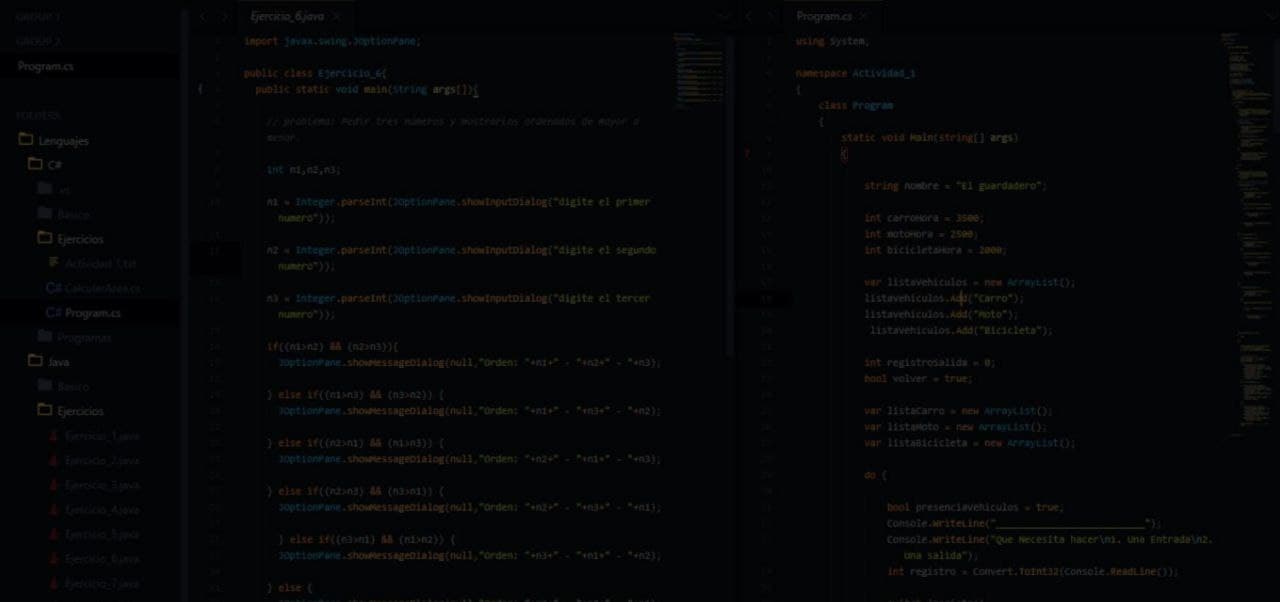 GROUP 1
GROUP 2
Program.cs
FOLDERS
Lenguajes
C#
.vs
Basico
Ejercicios
Actividad 1.txt
CalcularArea.cs
Program.cs
Programas
Java
Basico
Ejercicios
Ejercicio_1.java
Ejercicio_2.java
Ejercicio_3.java
Ejercicio_4.java
Ejercicio_5.java
Ejercicio_6.java
Ejercicio_7.java
Ejercicio_6.java
import javax.swing.JOptionPane;
public class Ejercicio_6{
public static void main(String args[]){
// problema: Pedir tres numeros y mostrarlos ordenados de mayor a
menor.
int n1,n2,n3;
n1 = Integer.parseInt(JOptionPane.showInputDialog("digite el primer
numero"));
n2 = Integer.parseInt(JOptionPane.showInputDialog("digite el segundo
numero"));
n3 = Integer.parseInt(JOptionPane.showInputDialog("digite el tercer
numero"));
if((n1>n2) && (n2>n3)){
JOptionPane.showMessageDialog(null,"Orden: "+n1+" - "+n2+" - "+n3);
} else if((n1>n3) && (n3>n2)) {
JOptionPane.showMessageDialog(null,"Orden: "+n1+" - "+n3+" - "+n2);
} else if((n2>n1) && (n1>n3)) {
JOptionPane.showMessageDialog(null,"Orden: "+n2+" - "+n1+" - "+n3);
} else if((n2>n3) && (n3>n1)) {
JOptionPane.showMessageDialog(null,"Orden: "+n2+" - "+n3+" - "+n1);
} else if((n3>n1) && (n1>n2)) {
JOptionPane.showMessageDialog(null,"Orden: "+n3+" - "+n1+" - "+n2);
} else {
Program.cs
using System;
namespace Actividad_1
{
class Program
{
static void Main(string[] args)
{
string nombre = "El guardadero";
int carroHora = 3500;
int motoHora = 2500;
int bicicletaHora = 2000;
var listaVehiculos = new ArrayList();
listaVehiculos.Add("Carro");
listaVehiculos.Add("Moto");
listaVehiculos.Add("Bicicleta");
int registroSalida = 0;
bool volver = true;
var listaCarro = new ArrayList();
var listaMoto = new ArrayList();
var listaBicicleta = new ArrayList();
do {
bool presenciaVehiculos = true;
Console.WriteLine("__________________________");
Console.WriteLine("Que Necesita hacer\n1. Una Entrada\n2.
Una salida");
int registro = Convert.ToInt32(Console.ReadLine());